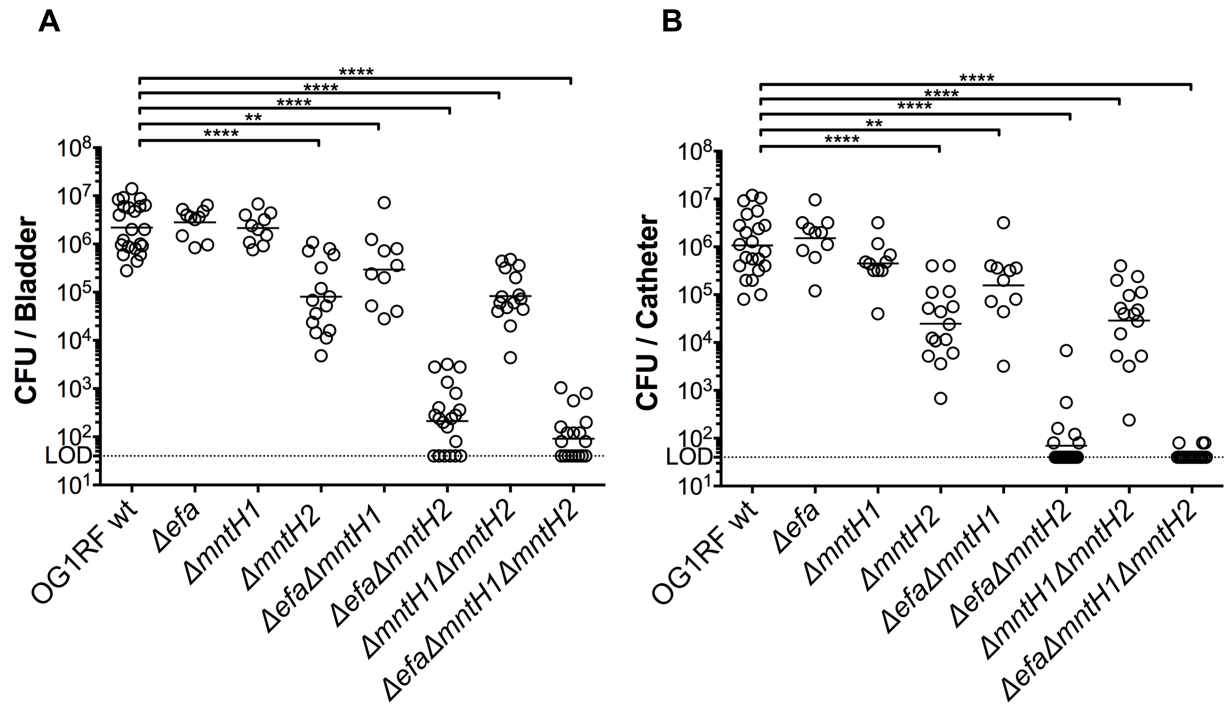 A
****
****
****
**
****
CFU / Bladder
10⁸
10⁷
10⁶
10⁵
10⁴
10³
10²
LOD
10¹
OG1RF wt
Δefa
ΔmntH1
ΔmntH2
ΔefaΔmntH1
ΔefaΔmntH2
ΔmntH1ΔmntH2
ΔefaΔmntH1ΔmntH2
B
****
****
****
**
****
CFU / Catheter
10⁸
10⁷
10⁶
10⁵
10⁴
10³
10²
LOD
10¹
OG1RF wt
Δefa
ΔmntH1
ΔmntH2
ΔefaΔmntH1
ΔefaΔmntH2
ΔmntH1ΔmntH2
ΔefaΔmntH1ΔmntH2